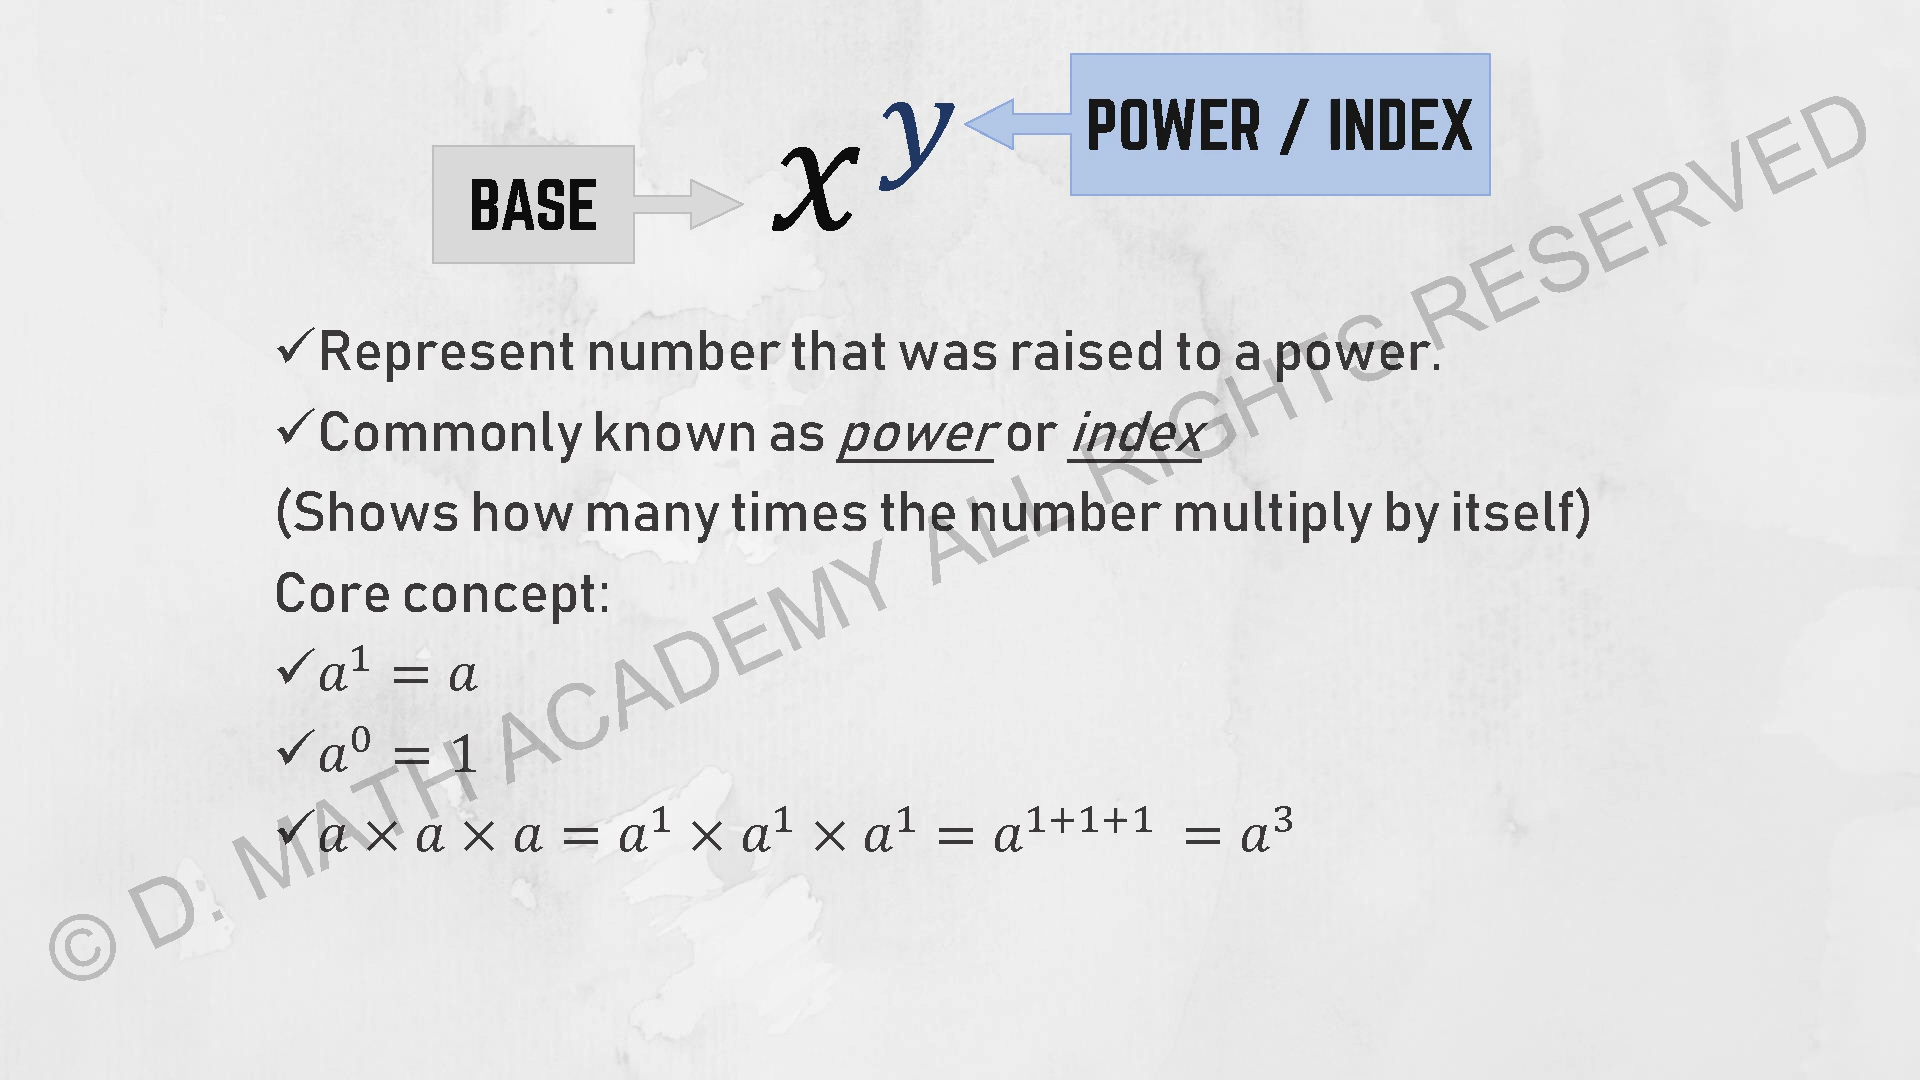 x^y
POWER / INDEX
BASE
✓Represent number that was raised to a power.
✓Commonly known as power or index
(Shows how many times the number multiply by itself)
Core concept:
✓a^1 = a
✓a^0 = 1
✓a × a × a = a^1 × a^1 × a^1 = a^{1+1+1} = a^3
© D. MATH ACADEMY ALL RIGHTS RESERVED